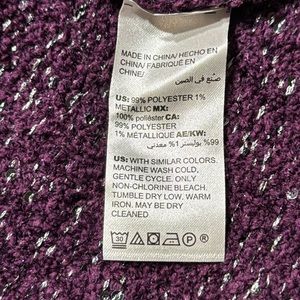 MADE IN CHINA/ HECHO EN
CHINA/ FABRIQUÉ EN
CHINE/
صنع في الصين
US: 99% POLYESTER 1%
METALLIC MX:
100% poliéster CA:
99% POLYESTER
1% MÉTALLIQUE AE/KW:
99% بوليستر 1% معدني
US: WITH SIMILAR COLORS.
MACHINE WASH COLD,
GENTLE CYCLE. ONLY
NON-CHLORINE BLEACH.
TUMBLE DRY LOW, WARM
IRON. MAY BE DRY
CLEANED.
30 P ®